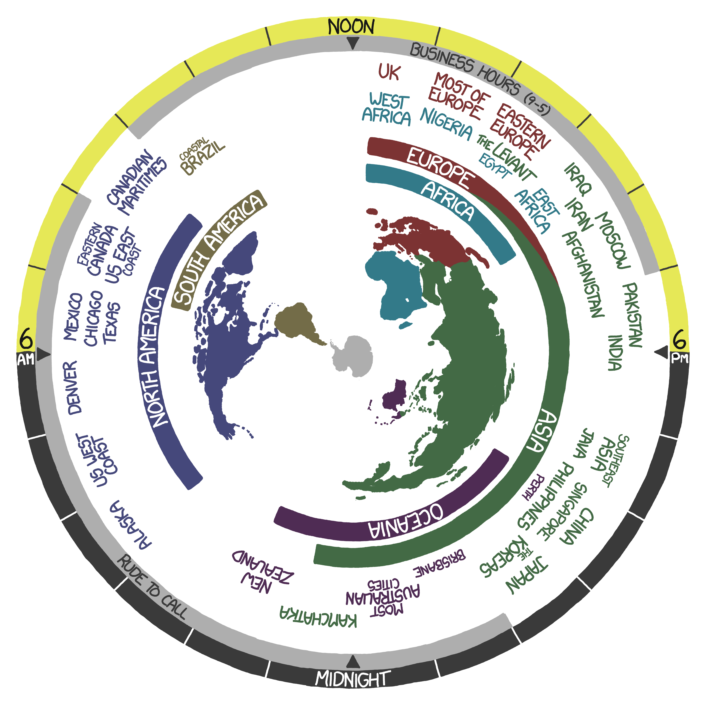 NOON
BUSINESS HOURS (9-5)
UK
MOST OF
EUROPE
EASTERN
EUROPE
WEST
AFRICA
NIGERIA
THE LEVANT
EGYPT
EAST
AFRICA
IRAQ
IRAN
MOSCOW
AFGHANISTAN
PAKISTAN
INDIA
EUROPE
AFRICA
COASTAL
BRAZIL
CANADIAN
MARITIMES
SOUTH AMERICA
EASTERN
CANADA
US EAST
COAST
MEXICO
CHICAGO
TEXAS
NORTH AMERICA
6
AM
6
PM
DENVER
US WEST
COAST
ALASKA
ASIA
SOUTHEAST
ASIA
JAVA
PERTH
PHILIPPINES
SINGAPORE
CHINA
THE
KOREAS
JAPAN
OCEANIA
BRISBANE
MOST
AUSTRALIAN
CITIES
KAMCHATKA
NEW
ZEALAND
RUDE TO CALL
MIDNIGHT